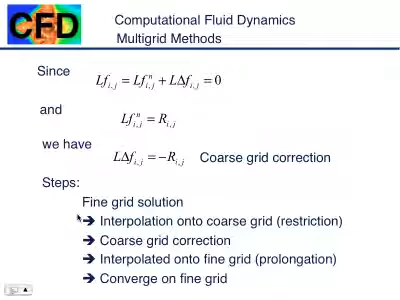 CFD
Computational Fluid Dynamics
Multigrid Methods
Since
Lf_{i,j} = Lf^n_{i,j} + LΔf_{i,j} = 0
and
Lf^n_{i,j} = R_{i,j}
we have
LΔf_{i,j} = −R_{i,j} Coarse grid correction
Steps:
Fine grid solution
➔ Interpolation onto coarse grid (restriction)
➔ Coarse grid correction
➔ Interpolated onto fine grid (prolongation)
➔ Converge on fine grid